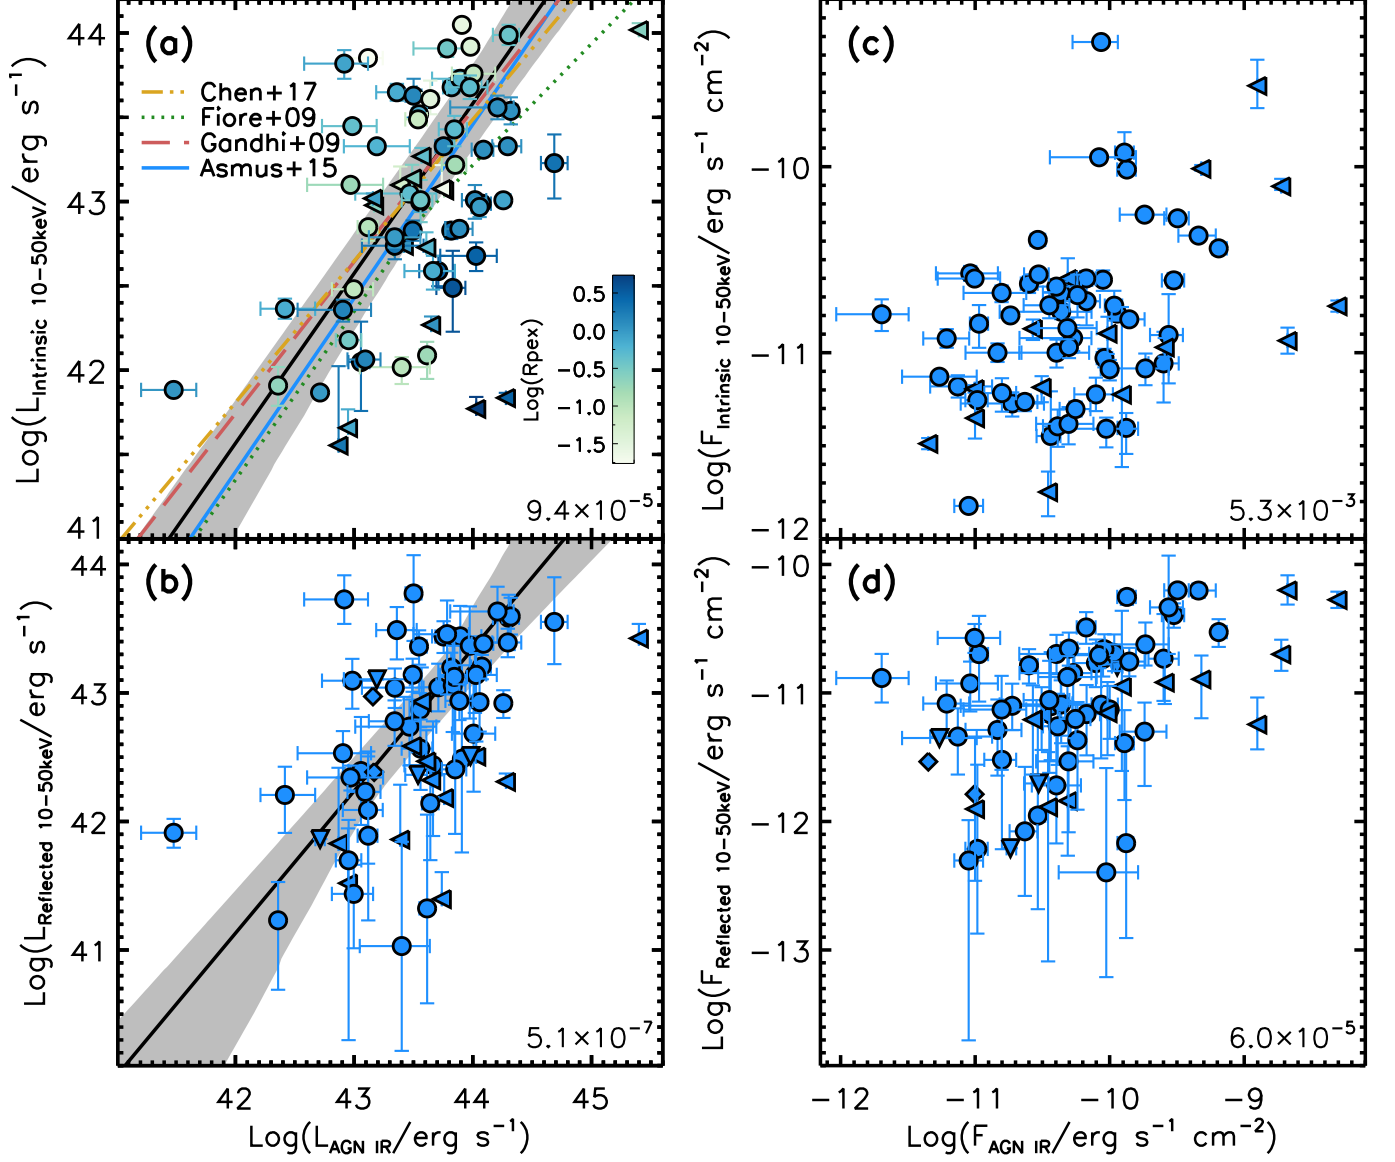 (a)
Chen+17
Fiore+09
Gandhi+09
Asmus+15
44
43
42
41
Log(L_Intrinsic 10−50keV/erg s⁻¹)
0.5
0.0
−0.5
−1.0
−1.5
Log(Rpex)
9.4×10⁻⁵
(c)
−10
−11
−12
Log(F_Intrinsic 10−50keV/erg s⁻¹ cm⁻²)
5.3×10⁻³
(b)
44
43
42
41
Log(L_Reflected 10−50keV/erg s⁻¹)
5.1×10⁻⁷
42 43 44 45
Log(L_AGN IR/erg s⁻¹)
(d)
−10
−11
−12
−13
Log(F_Reflected 10−50keV/erg s⁻¹ cm⁻²)
6.0×10⁻⁵
−12 −11 −10 −9
Log(F_AGN IR/erg s⁻¹ cm⁻²)